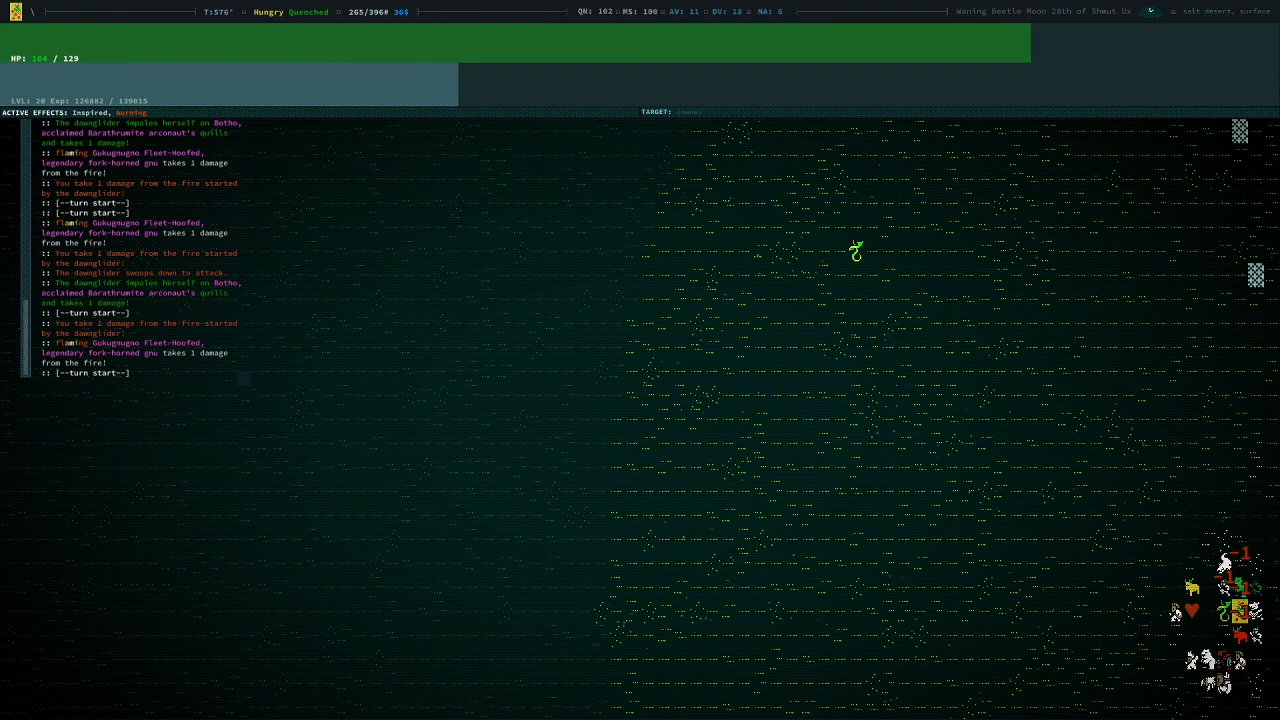 \ T:576° :: Hungry Quenched :: 265/396# 36$ QN: 102 :: MS: 100 :: AV: 11 :: DV: 18 :: MA: 6 Waning Beetle Moon 28th of Shwut Ux :: salt desert, surface
HP: 104 / 129
LVL: 20 Exp: 126882 / 139015
ACTIVE EFFECTS: Inspired, burning TARGET: [none]
:: The dawnglider impales herself on Botho,
acclaimed Barathrumite arconaut's quills
and takes 1 damage!
:: flaming Gukugnugno Fleet-Hoofed,
legendary fork-horned gnu takes 1 damage
from the fire!
:: You take 1 damage from the fire started
by the dawnglider!
:: [--turn start--]
:: [--turn start--]
:: flaming Gukugnugno Fleet-Hoofed,
legendary fork-horned gnu takes 1 damage
from the fire!
:: You take 1 damage from the fire started
by the dawnglider!
:: The dawnglider swoops down to attack.
:: The dawnglider impales herself on Botho,
acclaimed Barathrumite arconaut's quills
and takes 1 damage!
:: [--turn start--]
:: You take 1 damage from the fire started
by the dawnglider!
:: flaming Gukugnugno Fleet-Hoofed,
legendary fork-horned gnu takes 1 damage
from the fire!
:: [--turn start--]
-1
-1
-1